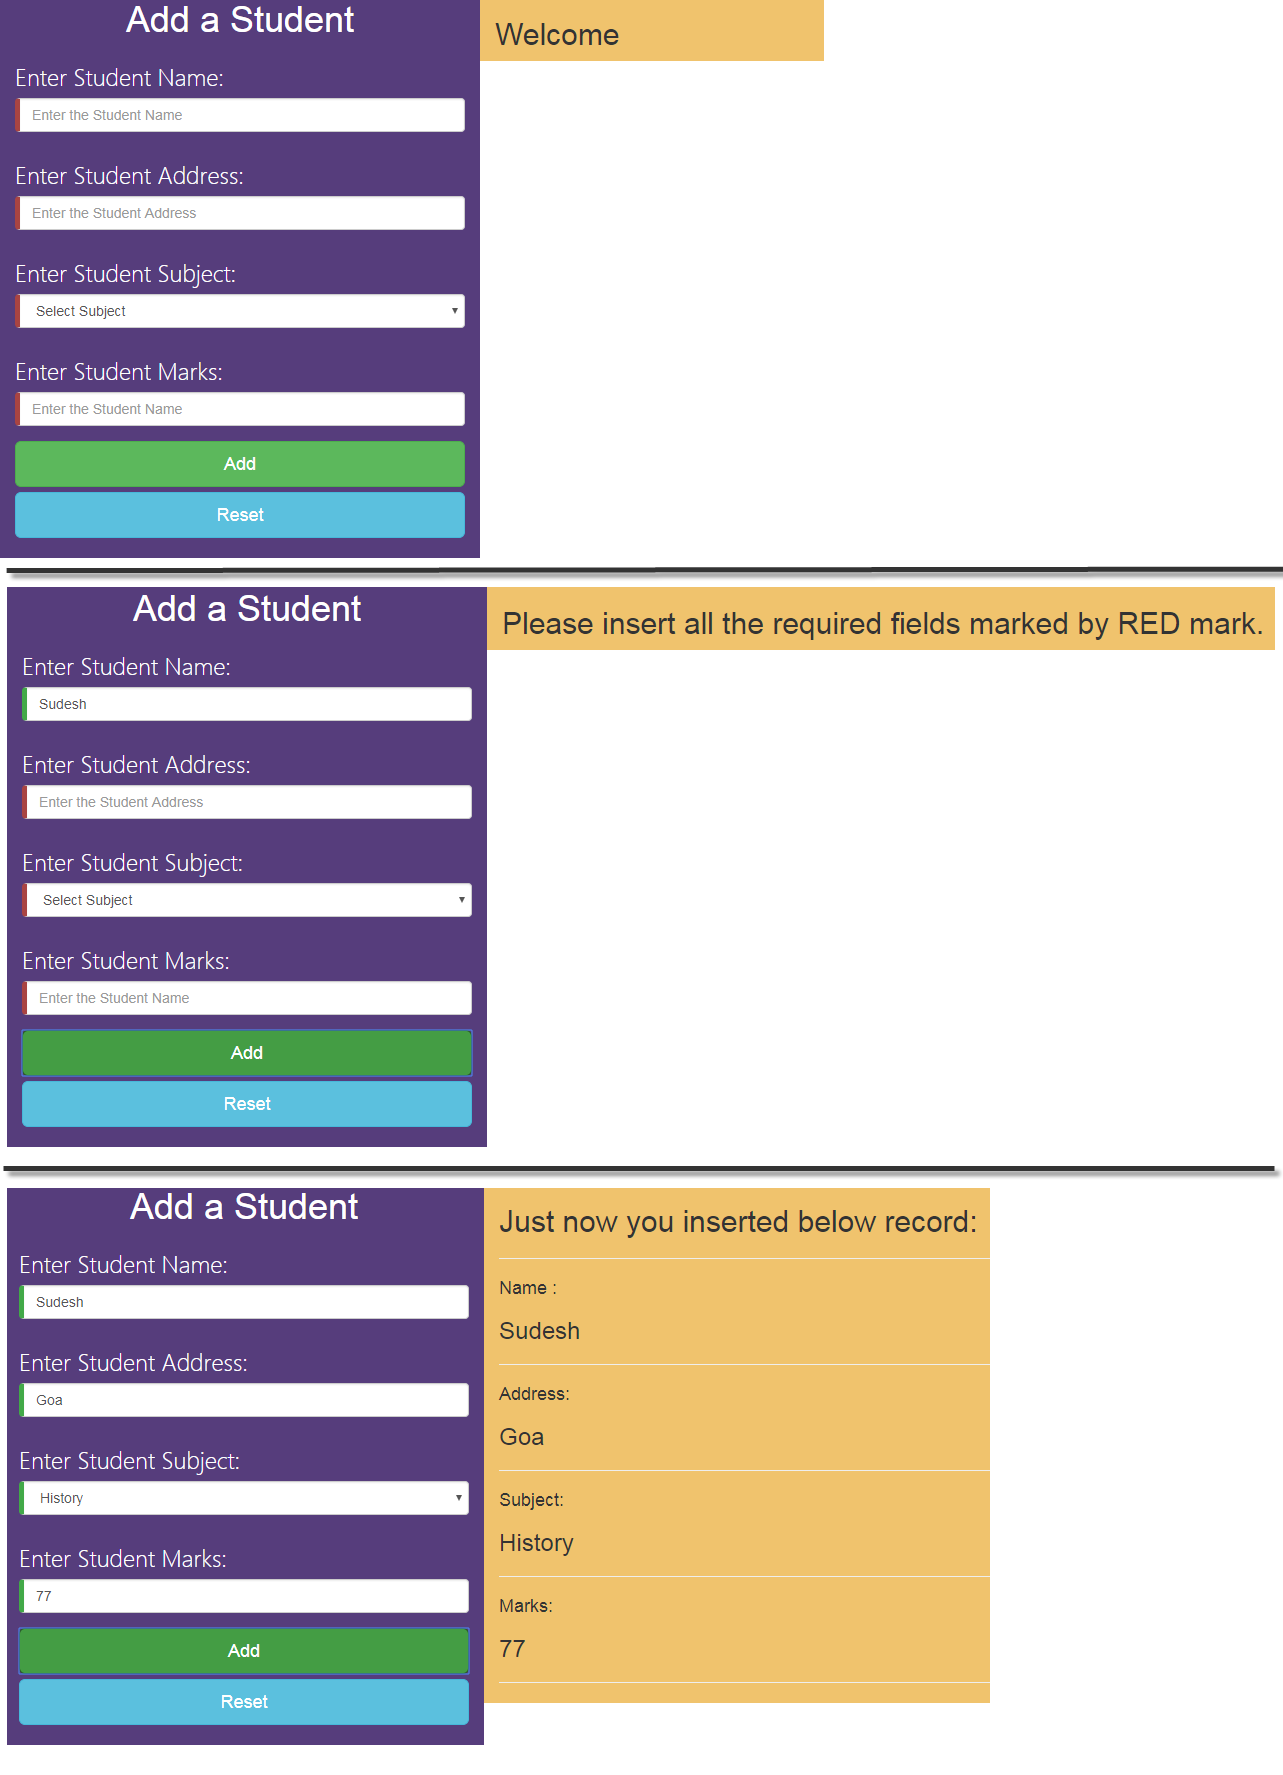 Add a Student
Welcome
Enter Student Name:
Enter the Student Name
Enter Student Address:
Enter the Student Address
Enter Student Subject:
Select Subject
Enter Student Marks:
Enter the Student Name
Add
Reset
Add a Student
Please insert all the required fields marked by RED mark.
Enter Student Name:
Sudesh
Enter Student Address:
Enter the Student Address
Enter Student Subject:
Select Subject
Enter Student Marks:
Enter the Student Name
Add
Reset
Add a Student
Enter Student Name:
Sudesh
Enter Student Address:
Goa
Enter Student Subject:
History
Enter Student Marks:
77
Add
Reset
Just now you inserted below record:
Name :
Sudesh
Address:
Goa
Subject:
History
Marks:
77